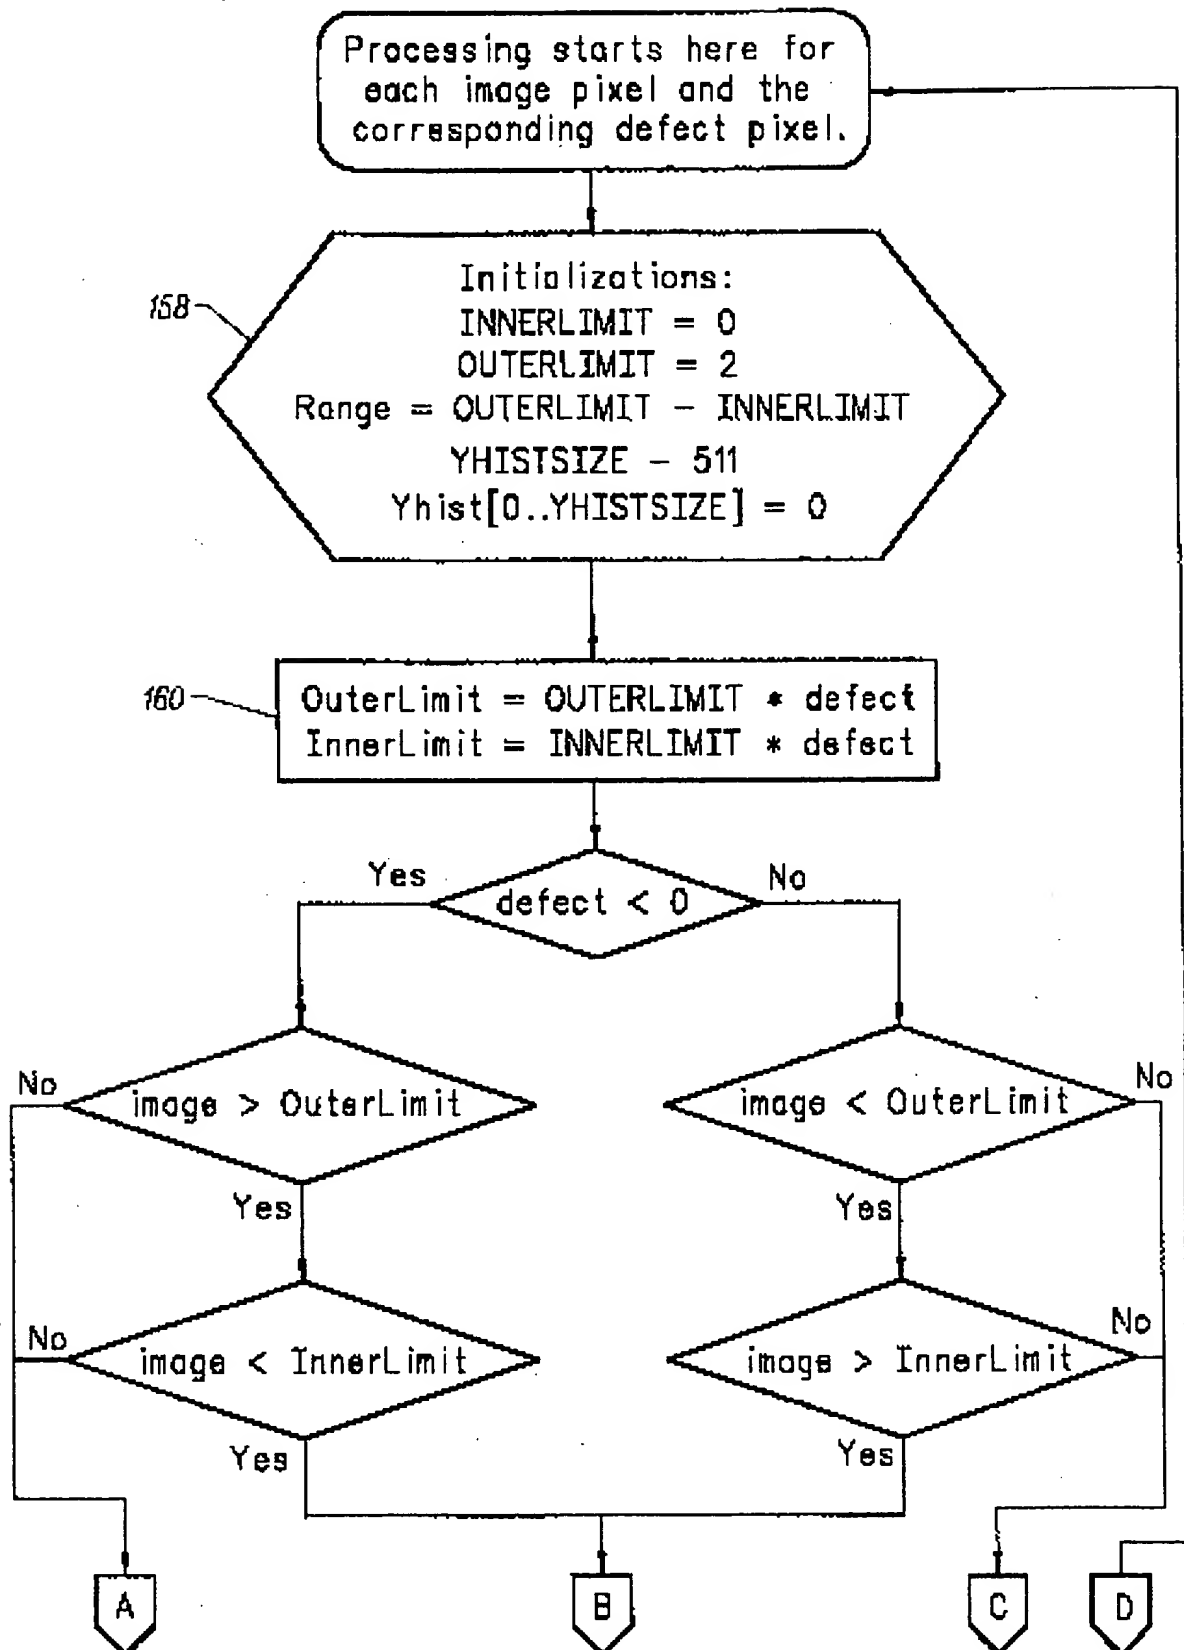 Processing starts here for
each image pixel and the
corresponding defect pixel.
Initializations:
158
INNERLIMIT = 0
OUTERLIMIT = 2
Range = OUTERLIMIT - INNERLIMIT
YHISTSIZE - 511
Yhist[0..YHISTSIZE] = 0
160
OuterLimit = OUTERLIMIT * defect
InnerLimit = INNERLIMIT * defect
Yes
No
defect < 0
No
image > OuterLimit
image < OuterLimit
No
Yes
Yes
No
image < InnerLimit
image > InnerLimit
No
Yes
Yes
A
B
C
D